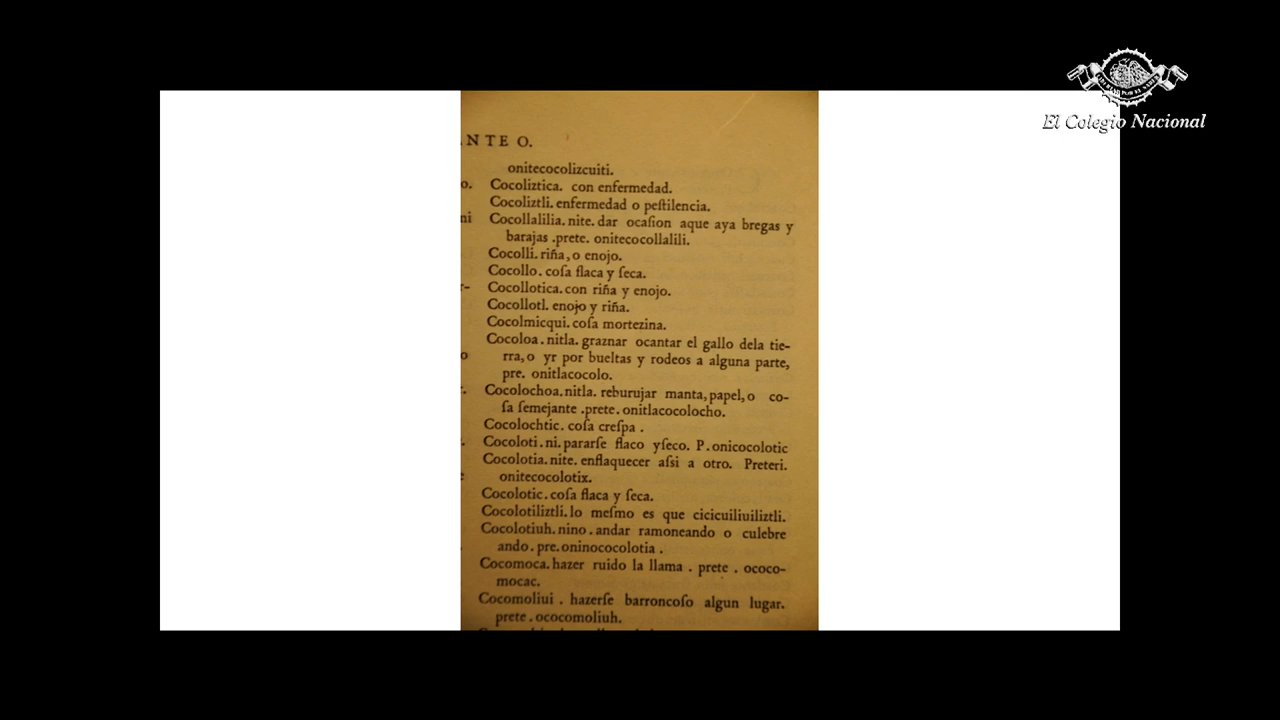 El Colegio Nacional
NTE O.
onitecocolizcuiti.
o. Cocoliztica. con enfermedad.
Cocoliztli. enfermedad o peſtilencia.
ni Cocollalilia. nite. dar ocaſion aque aya bregas y
barajas .prete. onitecocollalili.
Cocolli. riña, o enojo.
Cocollo. coſa flaca y ſeca.
Cocollotica. con riña y enojo.
Cocollotl. enojo y riña.
Cocolmicqui. coſa mortezina.
Cocoloa. nitla. graznar ocantar el gallo dela tie-
o rra, o yr por bueltas y rodeos a alguna parte,
pre. onitlacocolo.
Cocolochoa. nitla. reburujar manta, papel, o co-
ſa ſemejante .prete. onitlacocolocho.
Cocolochtic. coſa creſpa .
Cocoloti. ni. pararſe flaco yſeco. P. onicocolotic
Cocolotia. nite. enflaquecer aſsi a otro. Preteri.
onitecocolotix.
Cocolotic. coſa flaca y ſeca.
Cocolotiliztli. lo meſmo es que cicicuiliuiliztli.
Cocolotiuh. nino. andar ramoneando o culebre
ando. pre. oninococolotia .
Cocomoca. hazer ruido la llama . prete . ococo-
mocac.
Cocomoliui . hazerſe barroncoſo algun lugar.
prete . ococomoliuh.